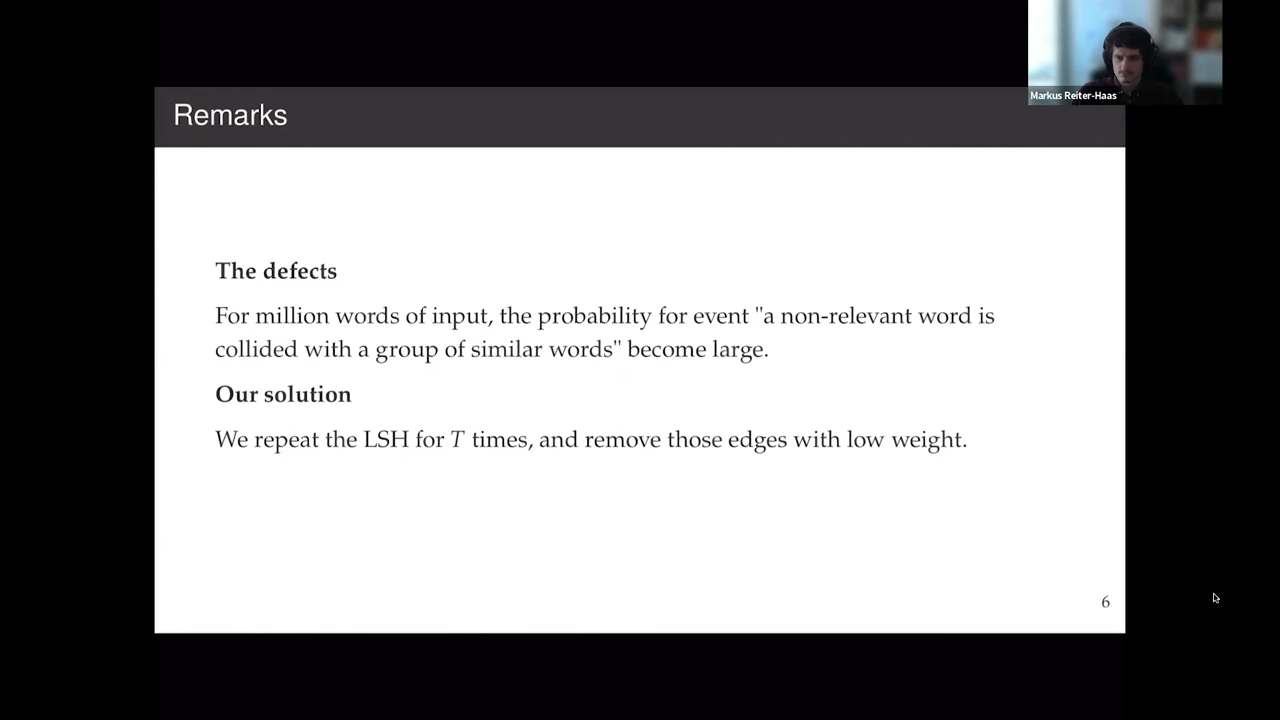 Remarks
Markus Reiter-Haas
The defects
For million words of input, the probability for event "a non-relevant word is
collided with a group of similar words" become large.
Our solution
We repeat the LSH for T times, and remove those edges with low weight.
6